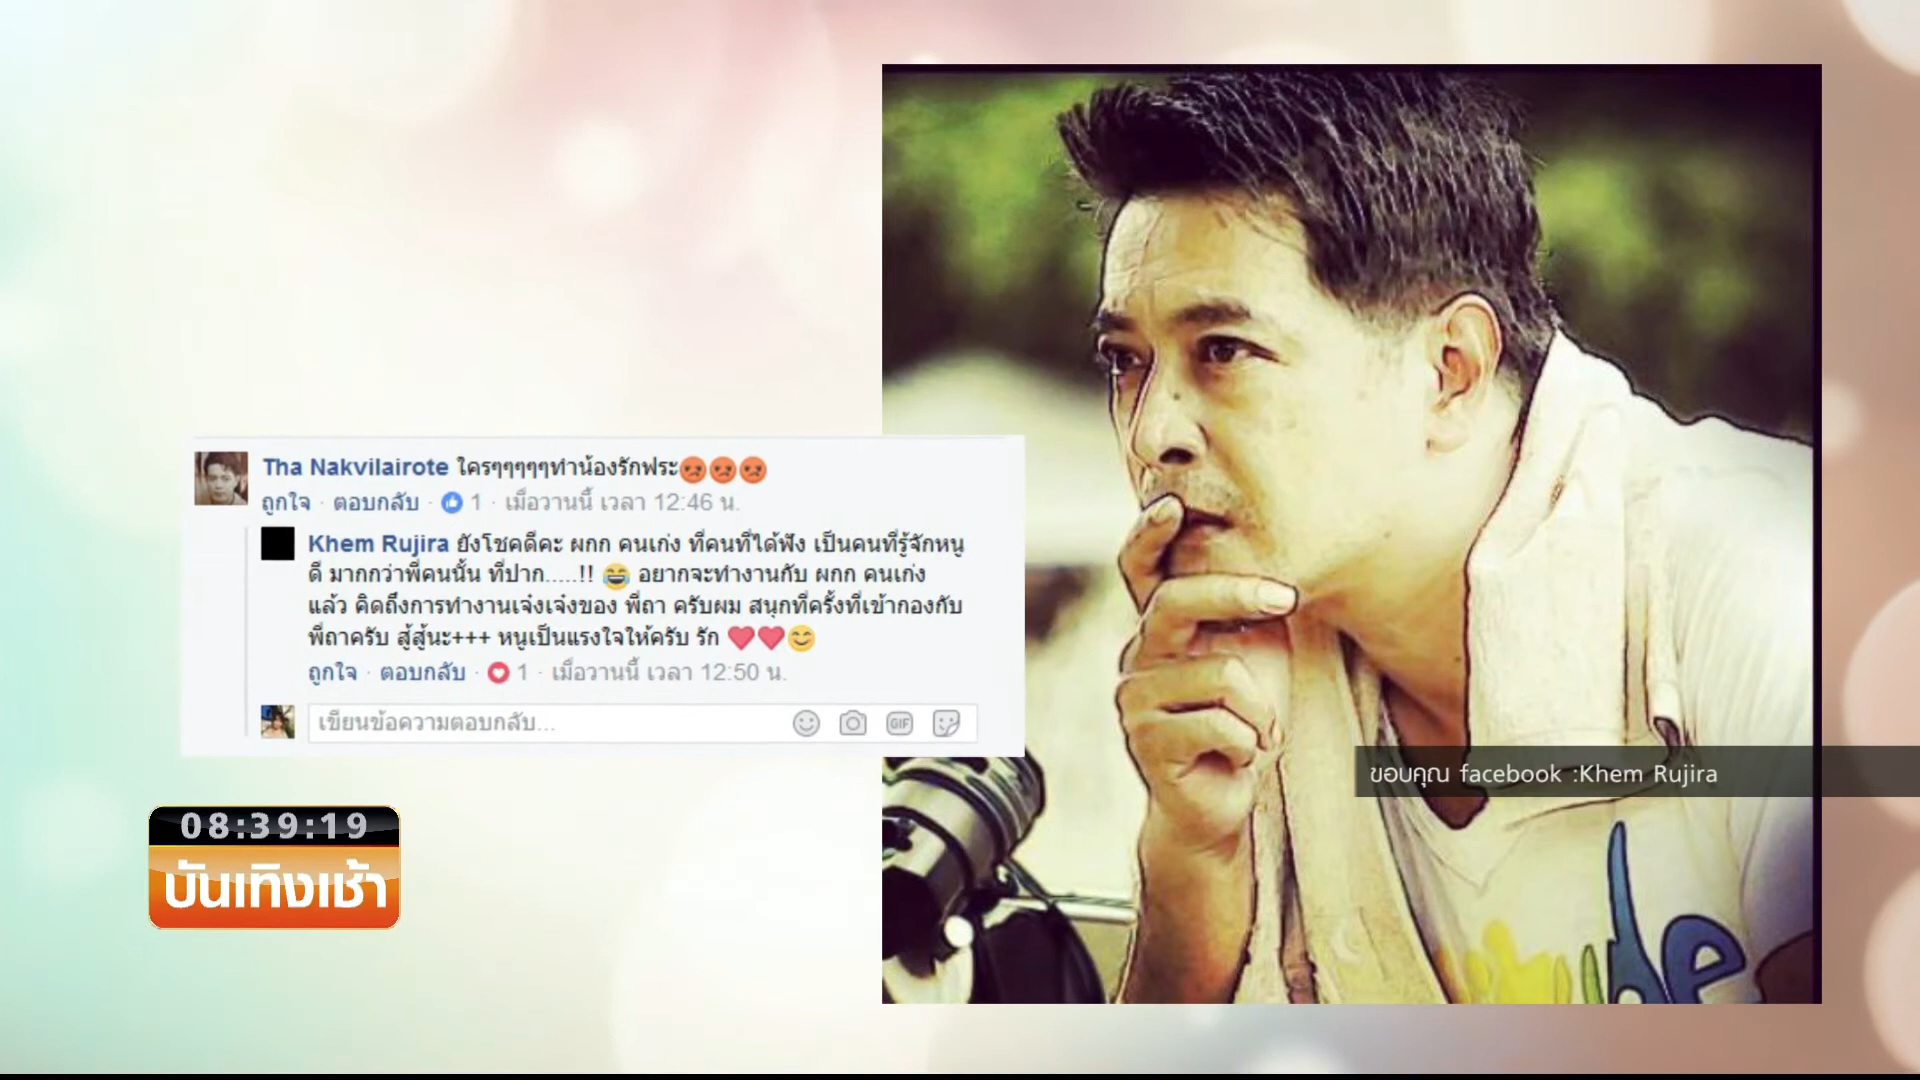 Tha Nakvilairote ใครๆๆๆๆๆทำน้องรักฟระ😡😡😡
ถูกใจ · ตอบกลับ · 1 · เมื่อวานนี้ เวลา 12:46 น.
Khem Rujira ยังโชคดีคะ ผกก คนเก่ง ที่คนที่ได้ฟัง เป็นคนที่รู้จักหนู
ดี มากกว่าพี่คนนั้น ที่ปาก.....!! 😂 อยากจะทำงานกับ ผกก คนเก่ง
แล้ว คิดถึงการทำงานเจ๋งเจ๋งของ พี่ถา ครับผม สนุกที่ครั้งที่เข้ากองกับ
พี่ถาครับ สู้สู้นะ+++ หนูเป็นแรงใจให้ครับ รัก ❤❤😊
ถูกใจ · ตอบกลับ · 1 · เมื่อวานนี้ เวลา 12:50 น.
เขียนข้อความตอบกลับ...
GIF
ขอบคุณ facebook :Khem Rujira
08:39:19
บันเทิงเช้า